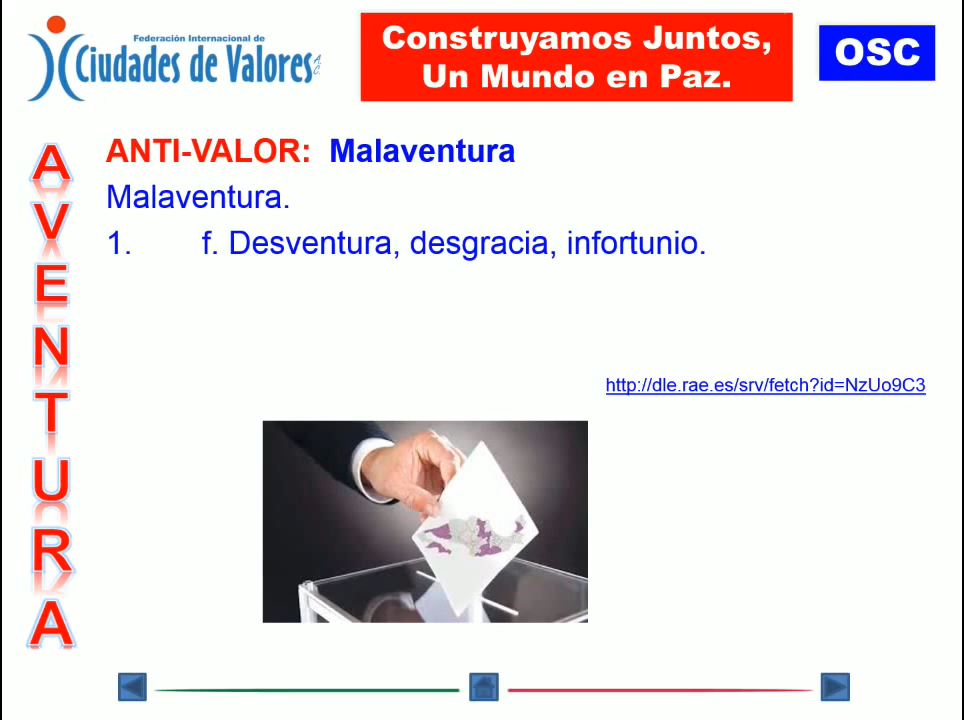 Federación Internacional de
Ciudades de Valores A.C.
Construyamos Juntos,
Un Mundo en Paz.
OSC
AVENTURA
ANTI-VALOR: Malaventura
Malaventura.
1. f. Desventura, desgracia, infortunio.
http://dle.rae.es/srv/fetch?id=NzUo9C3